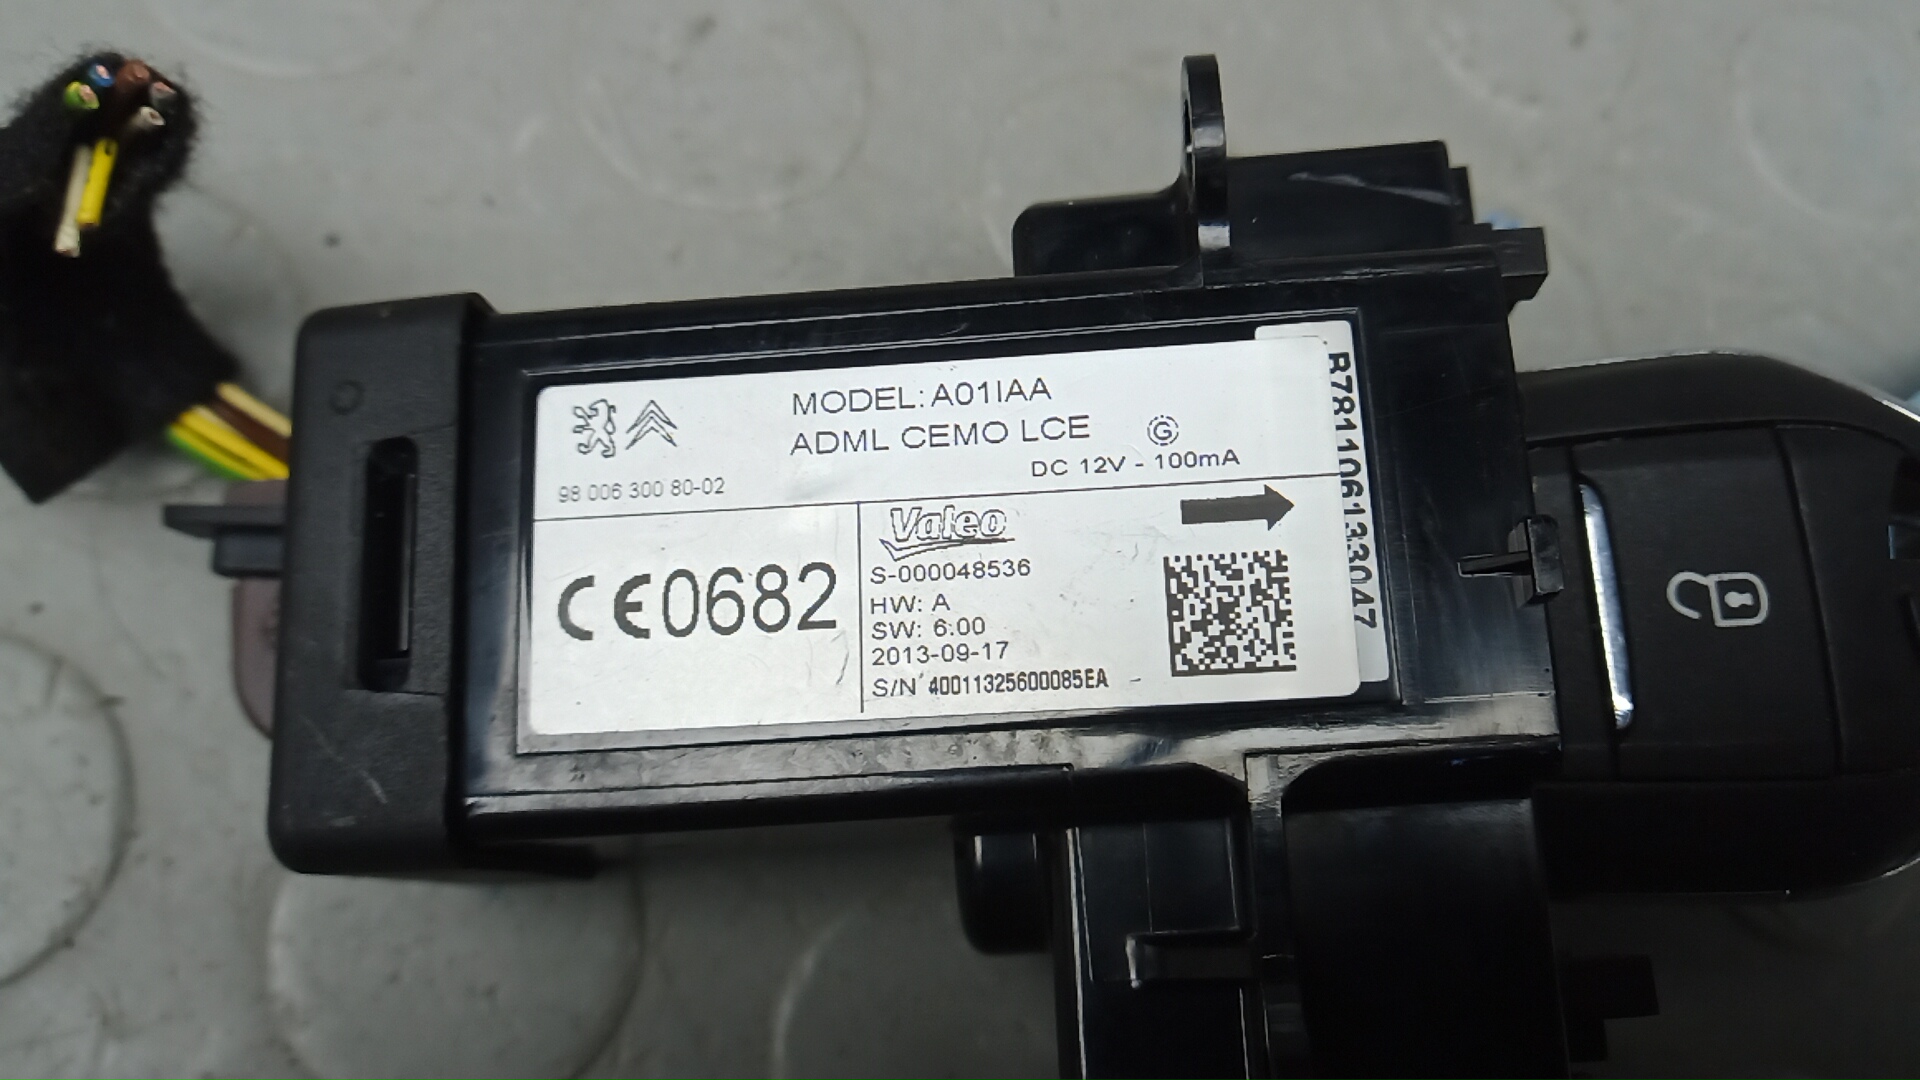 MODEL: A01IAA
ADML CEMO LCE
DC 12V - 100mA
98 006 300 80-02
CE0682
Valeo
S-000048536
HW: A
SW: 6.00
2013-09-17
S/N° 40011325600085EA
R781106133047